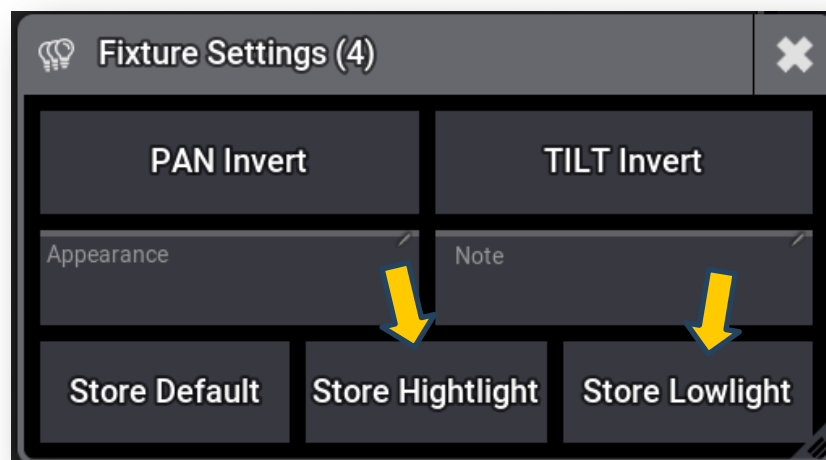 Fixture Settings (4)
PAN Invert
TILT Invert
Appearance
Note
Store Default
Store Hightlight
Store Lowlight